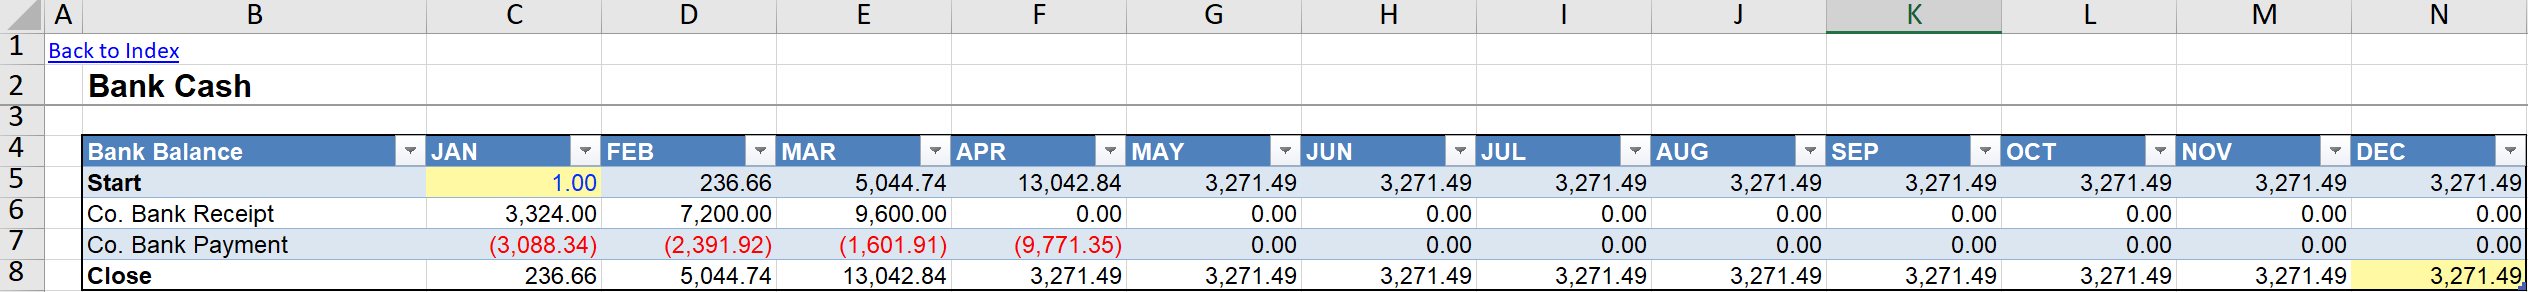 A B C D E F G H I J K L M N
1 Back to Index
2 Bank Cash
3
4 Bank Balance JAN FEB MAR APR MAY JUN JUL AUG SEP OCT NOV DEC
5 Start 1.00 236.66 5,044.74 13,042.84 3,271.49 3,271.49 3,271.49 3,271.49 3,271.49 3,271.49 3,271.49 3,271.49
6 Co. Bank Receipt 3,324.00 7,200.00 9,600.00 0.00 0.00 0.00 0.00 0.00 0.00 0.00 0.00 0.00
7 Co. Bank Payment (3,088.34) (2,391.92) (1,601.91) (9,771.35) 0.00 0.00 0.00 0.00 0.00 0.00 0.00 0.00
8 Close 236.66 5,044.74 13,042.84 3,271.49 3,271.49 3,271.49 3,271.49 3,271.49 3,271.49 3,271.49 3,271.49 3,271.49